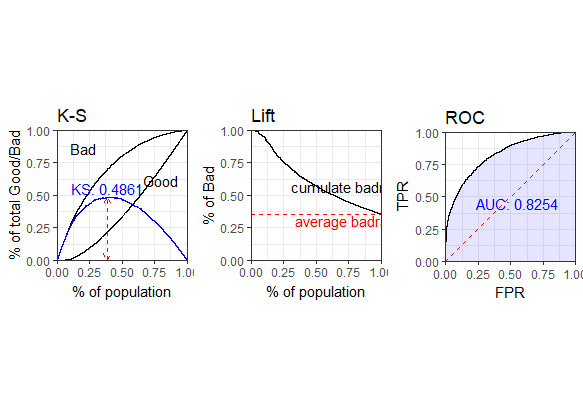 K-S
% of total Good/Bad
1.00
0.75
0.50
0.25
0.00
Bad
Good
KS: 0.4861
0.00 0.25 0.50 0.75 1.00
% of population
Lift
% of Bad
1.00
0.75
0.50
0.25
0.00
cumulate badr
average badr
0.00 0.25 0.50 0.75 1.00
% of population
ROC
TPR
1.00
0.75
0.50
0.25
0.00
AUC: 0.8254
0.00 0.25 0.50 0.75 1.00
FPR